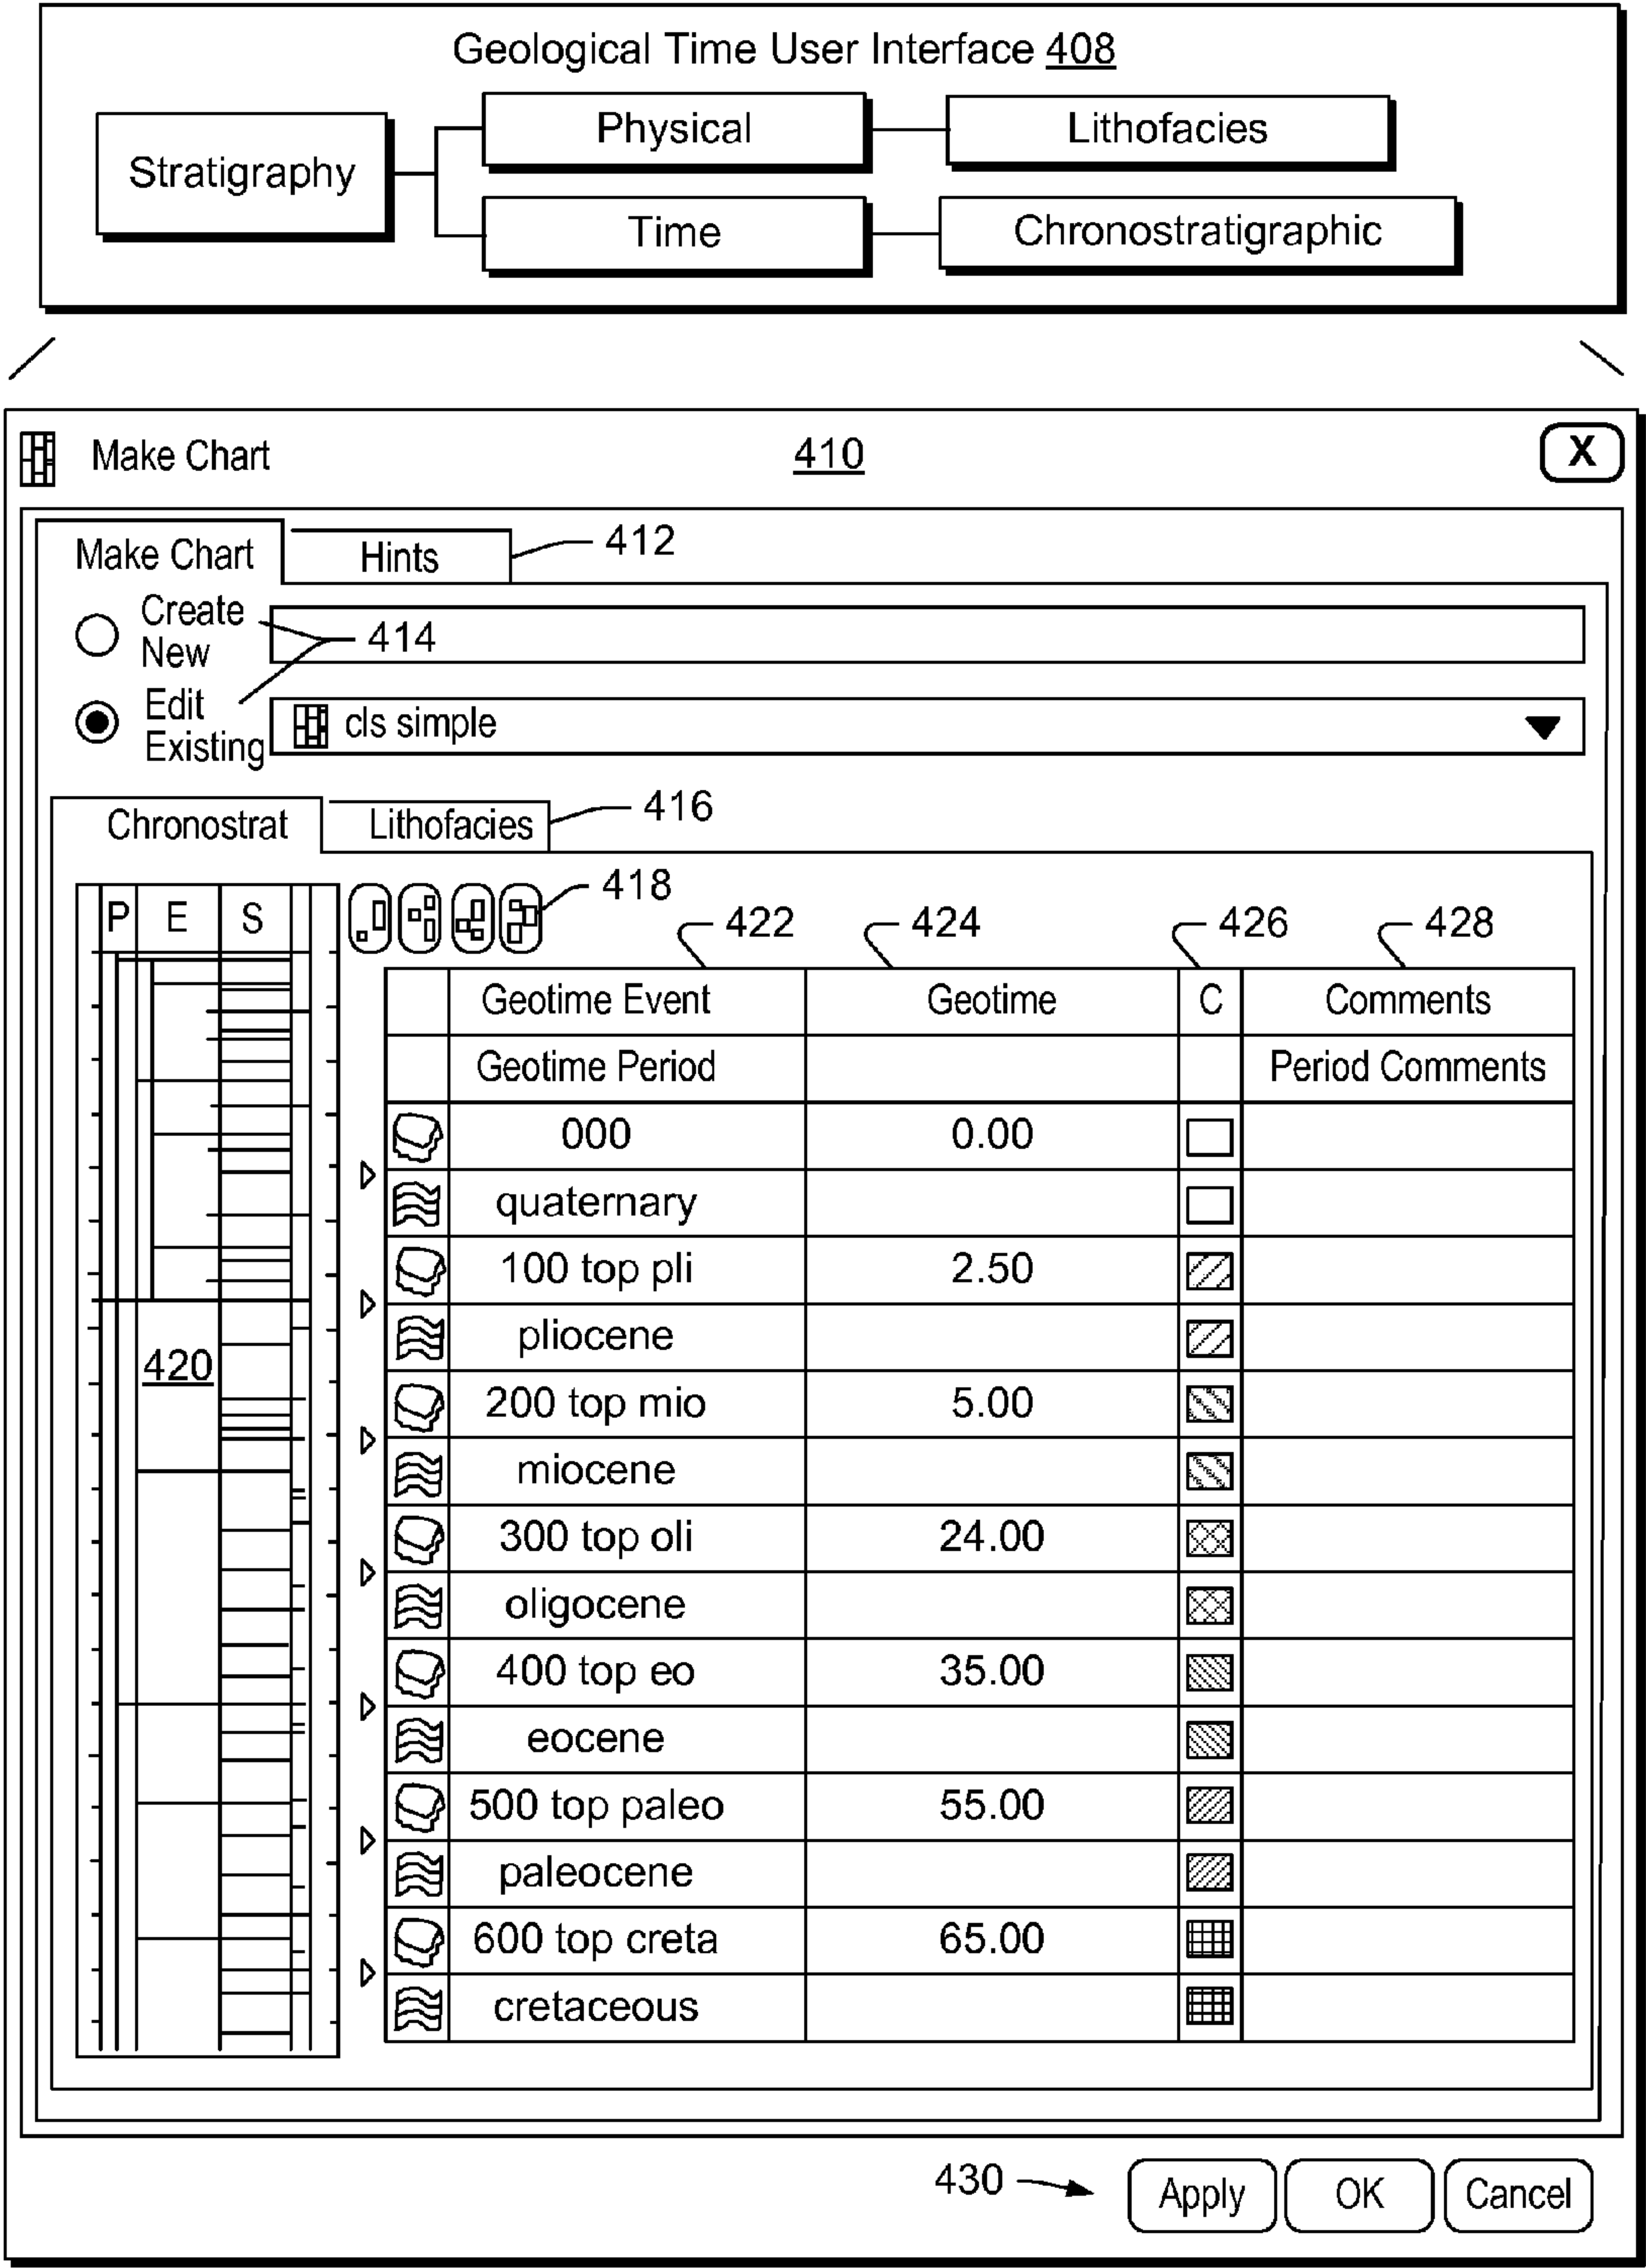 Geological Time User Interface 408
Physical
Lithofacies
Stratigraphy
Time
Chronostratigraphic
Make Chart
410
X
Make Chart
Hints
412
Create
New
414
Edit
Existing
cls simple
Chronostrat
Lithofacies
416
P E S
418
422 424 426 428
Geotime Event Geotime C Comments
Geotime Period Period Comments
000 0.00
quaternary
100 top pli 2.50
pliocene
420
200 top mio 5.00
miocene
300 top oli 24.00
oligocene
400 top eo 35.00
eocene
500 top paleo 55.00
paleocene
600 top creta 65.00
cretaceous
430
Apply OK Cancel